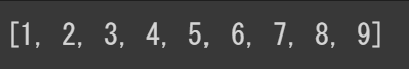 [1, 2, 3, 4, 5, 6, 7, 8, 9]